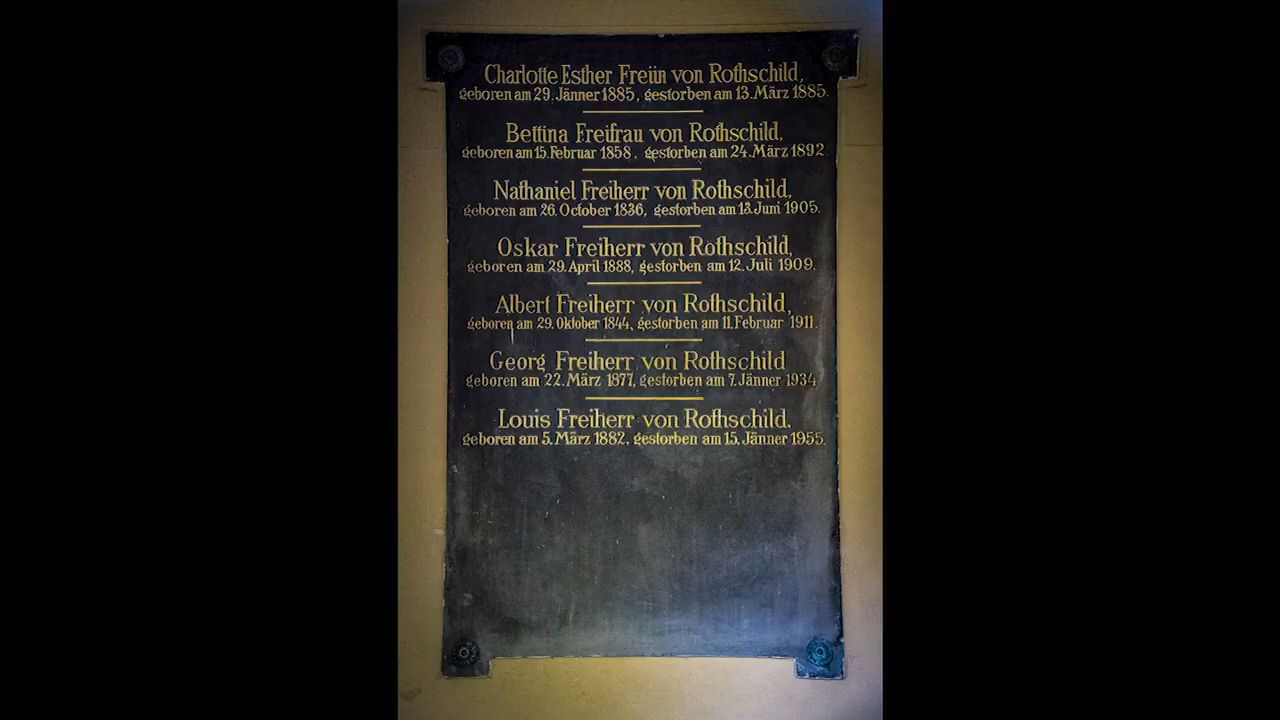 Charlotte Esther Freiin von Rothschild,
geboren am 29. Jänner 1885, gestorben am 13. März 1885.
Bettina Freifrau von Rothschild,
geboren am 15. Februar 1858, gestorben am 24. März 1892.
Nathaniel Freiherr von Rothschild,
geboren am 26. October 1836, gestorben am 13. Juni 1905.
Oskar Freiherr von Rothschild,
geboren am 29. April 1888, gestorben am 12. Juli 1909.
Albert Freiherr von Rothschild,
geboren am 29. Oktober 1844, gestorben am 11. Februar 1911.
Georg Freiherr von Rothschild
geboren am 22. März 1877, gestorben am 7. Jänner 1934
Louis Freiherr von Rothschild,
geboren am 5. März 1882, gestorben am 15. Jänner 1955.